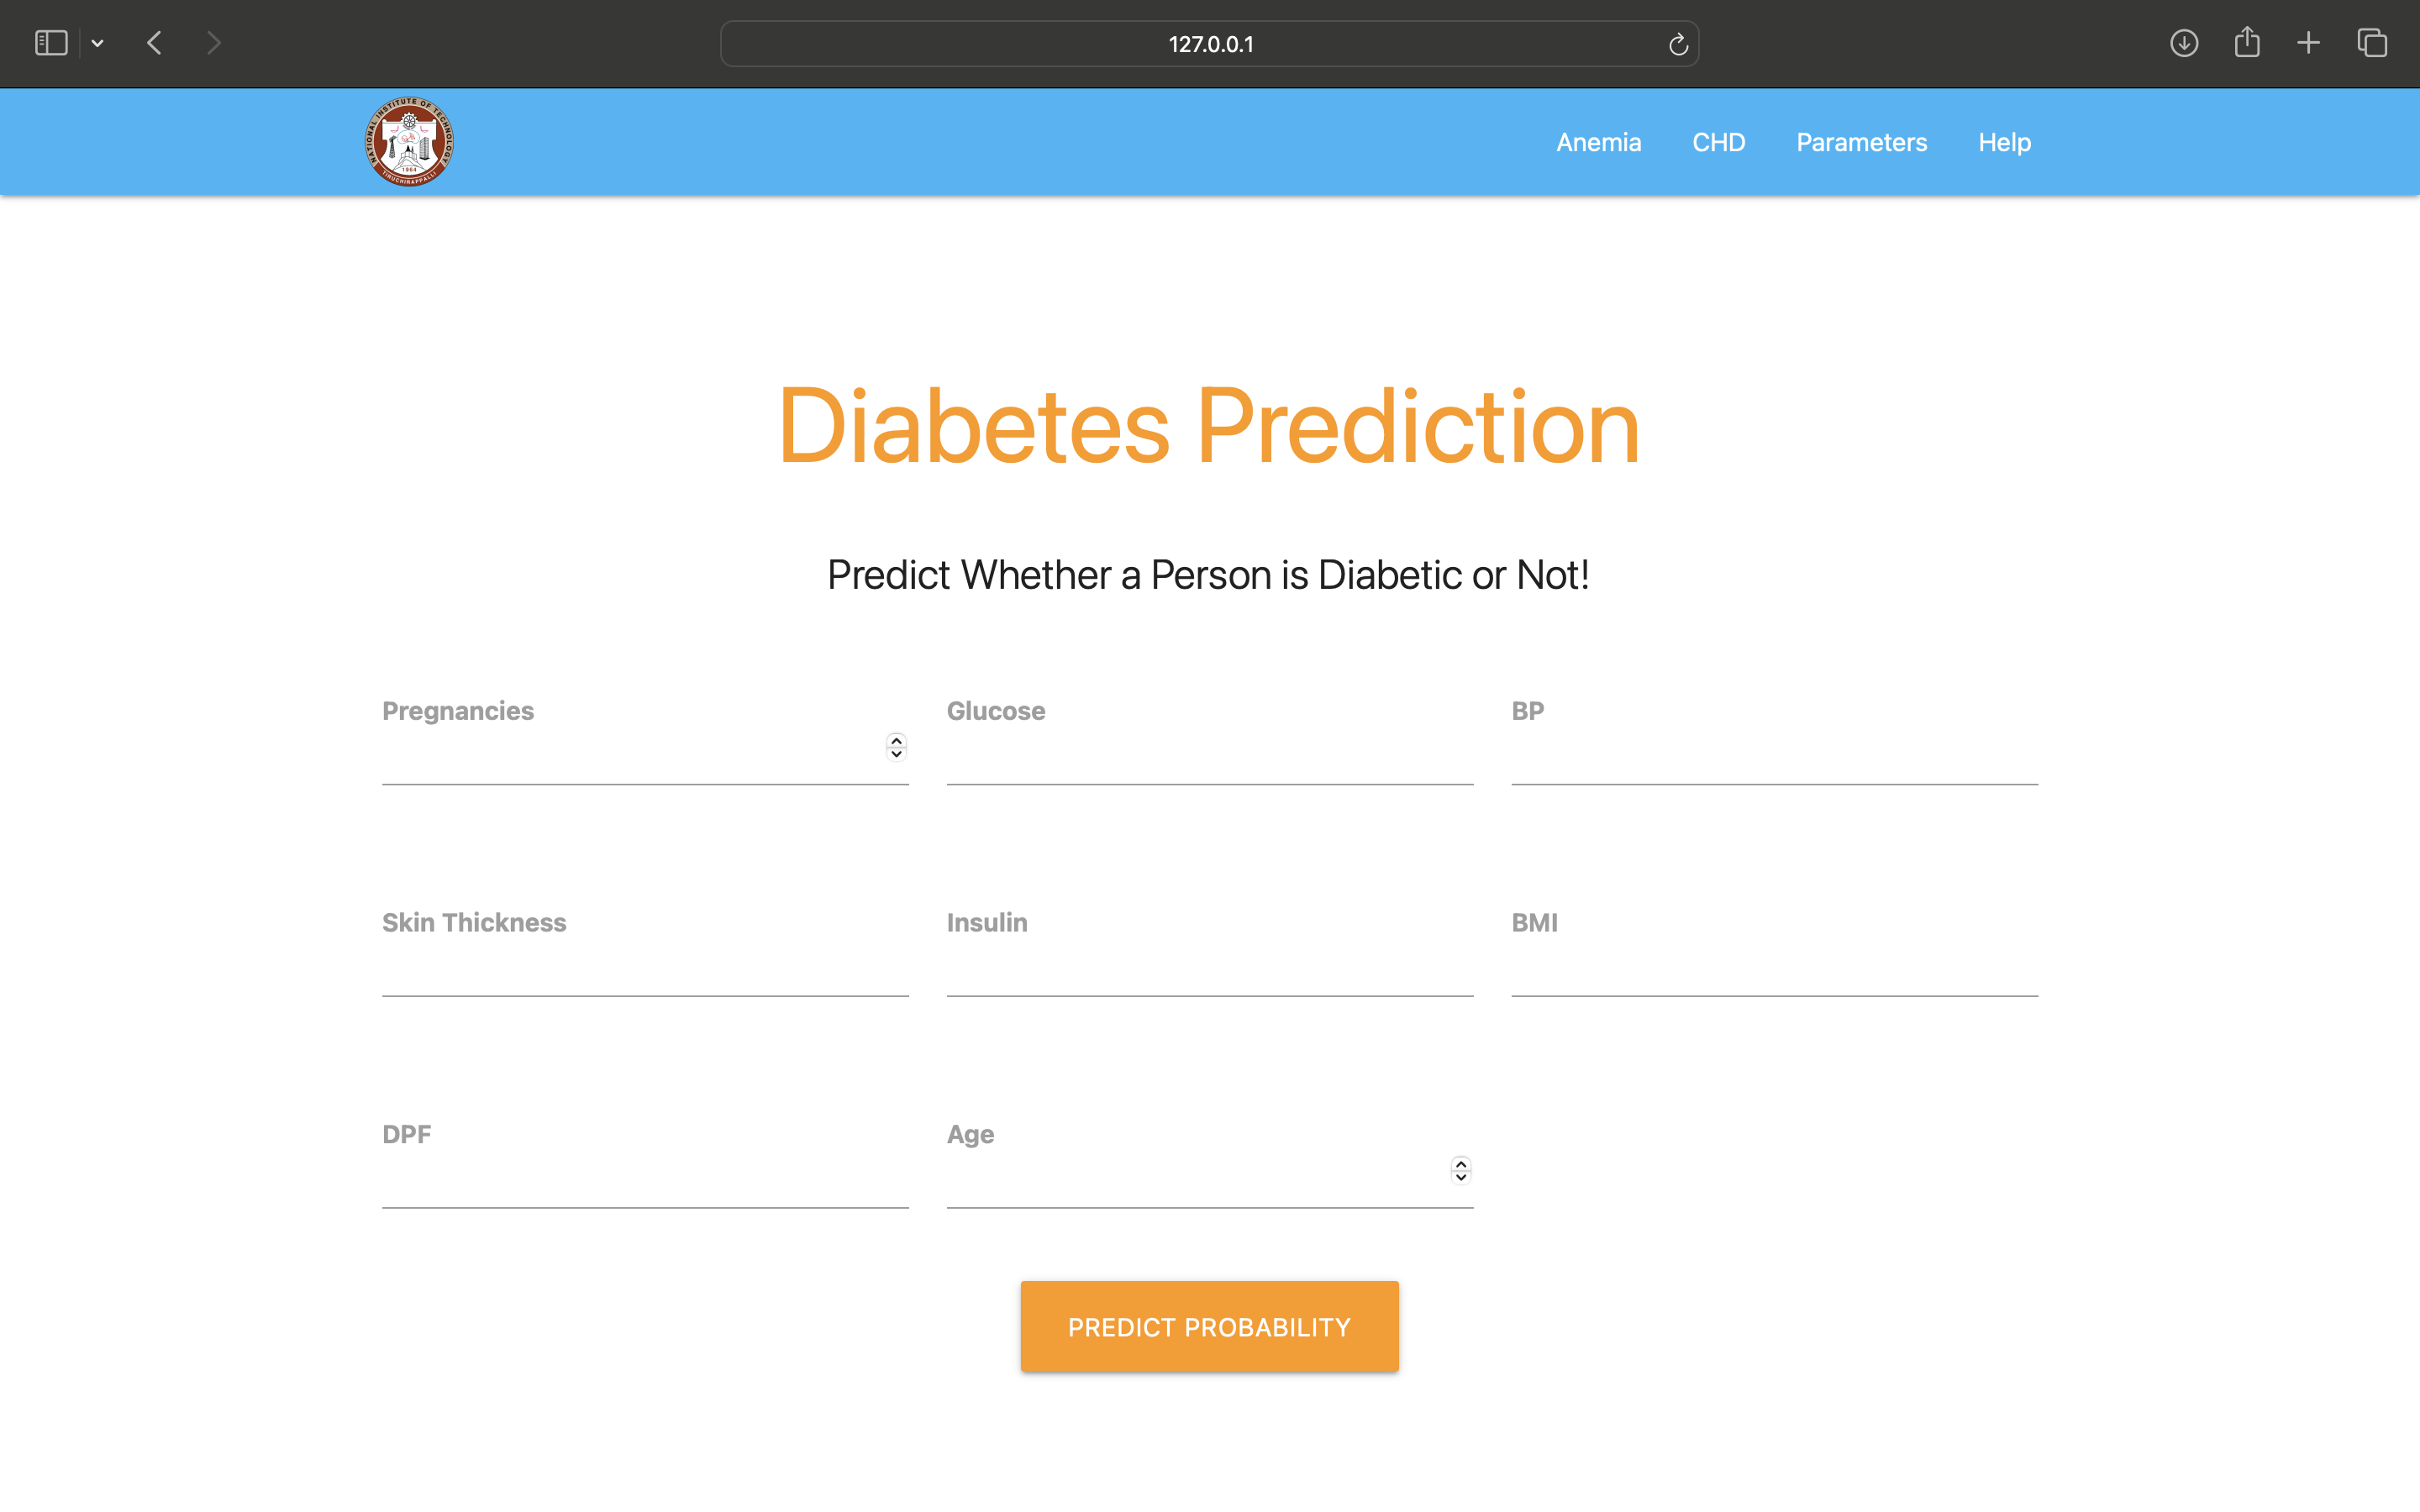 127.0.0.1
NATIONAL INSTITUTE OF TECHNOLOGY
1964
TIRUCHIRAPPALLI
Anemia CHD Parameters Help
Diabetes Prediction
Predict Whether a Person is Diabetic or Not!
Pregnancies Glucose BP
Skin Thickness Insulin BMI
DPF Age
PREDICT PROBABILITY